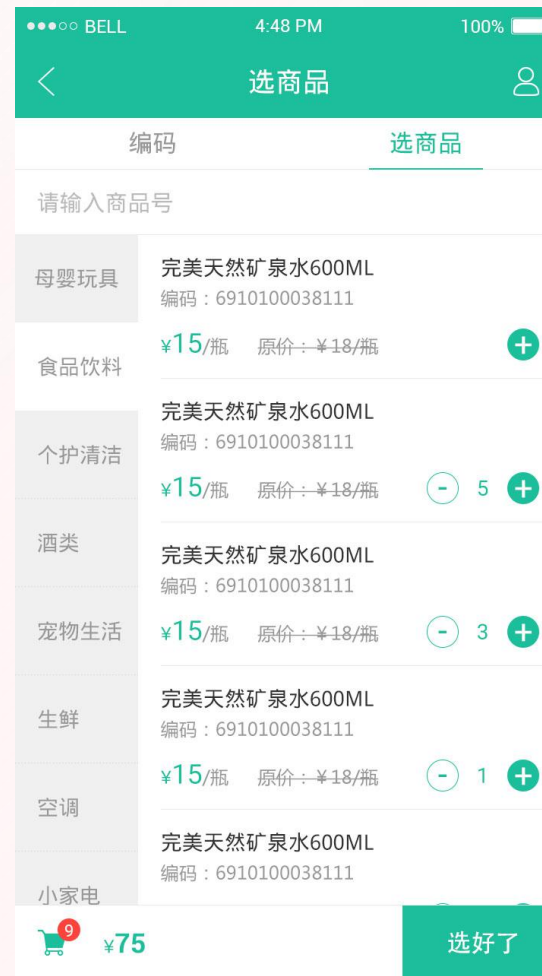 BELL 4:48 PM 100%
选商品
编码 选商品
请输入商品号
母婴玩具
食品饮料
个护清洁
酒类
宠物生活
生鲜
空调
小家电
完美天然矿泉水600ML
编码：6910100038111
¥15/瓶 原价：¥18/瓶 +
完美天然矿泉水600ML
编码：6910100038111
¥15/瓶 原价：¥18/瓶 - 5 +
完美天然矿泉水600ML
编码：6910100038111
¥15/瓶 原价：¥18/瓶 - 3 +
完美天然矿泉水600ML
编码：6910100038111
¥15/瓶 原价：¥18/瓶 - 1 +
完美天然矿泉水600ML
编码：6910100038111
9 ¥75 选好了